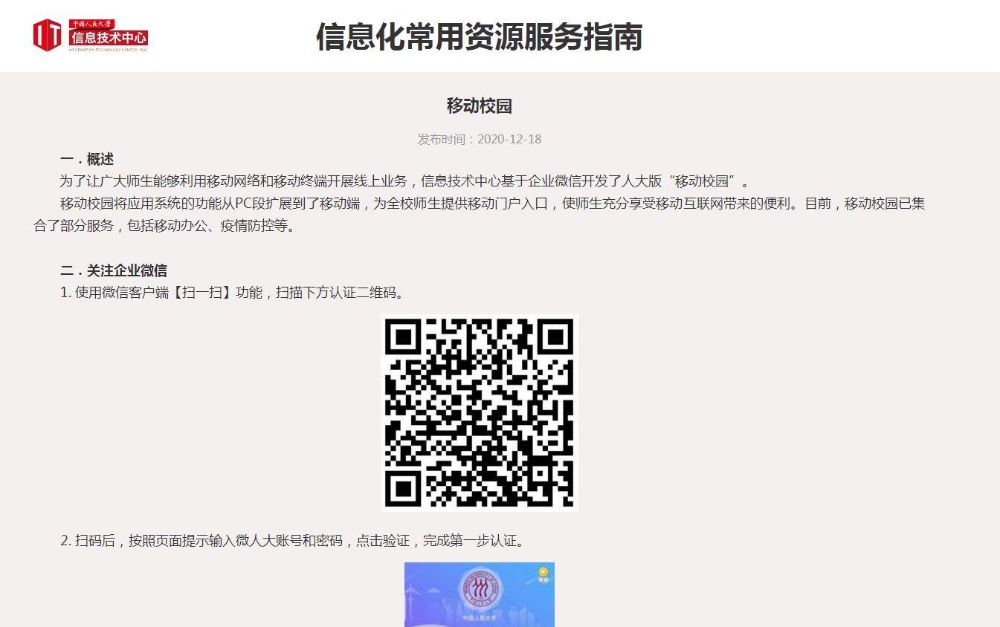 中国人民大学
信息技术中心
INFORMATION TECHNOLOGY CENTER RUC
信息化常用资源服务指南
移动校园
发布时间：2020-12-18
一．概述
为了让广大师生能够利用移动网络和移动终端开展线上业务，信息技术中心基于企业微信开发了人大版“移动校园”。
移动校园将应用系统的功能从PC段扩展到了移动端，为全校师生提供移动门户入口，使师生充分享受移动互联网带来的便利。目前，移动校园已集
合了部分服务，包括移动办公、疫情防控等。
二．关注企业微信
1. 使用微信客户端【扫一扫】功能，扫描下方认证二维码。
2. 扫码后，按照页面提示输入微人大账号和密码，点击验证，完成第一步认证。
帮助
中国人民大学